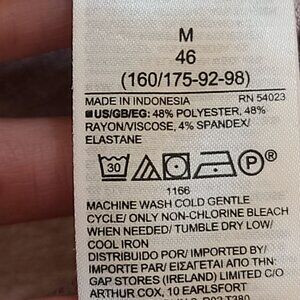 M
46
(160/175-92-98)
MADE IN INDONESIA RN 54023
US/GB/EG: 48% POLYESTER, 48%
RAYON/VISCOSE, 4% SPANDEX/
ELASTANE
30 P
1166
MACHINE WASH COLD GENTLE
CYCLE/ ONLY NON-CHLORINE BLEACH
WHEN NEEDED/ TUMBLE DRY LOW/
COOL IRON
DISTRIBUIDO POR/ IMPORTED BY/
IMPORTE PAR/ ΕΙΣΑΓΕΤΑΙ ΑΠΟ ΤΗΝ:
GAP STORES (IRELAND) LIMITED C/O
ARTHUR COX, 10 EARLSFORT